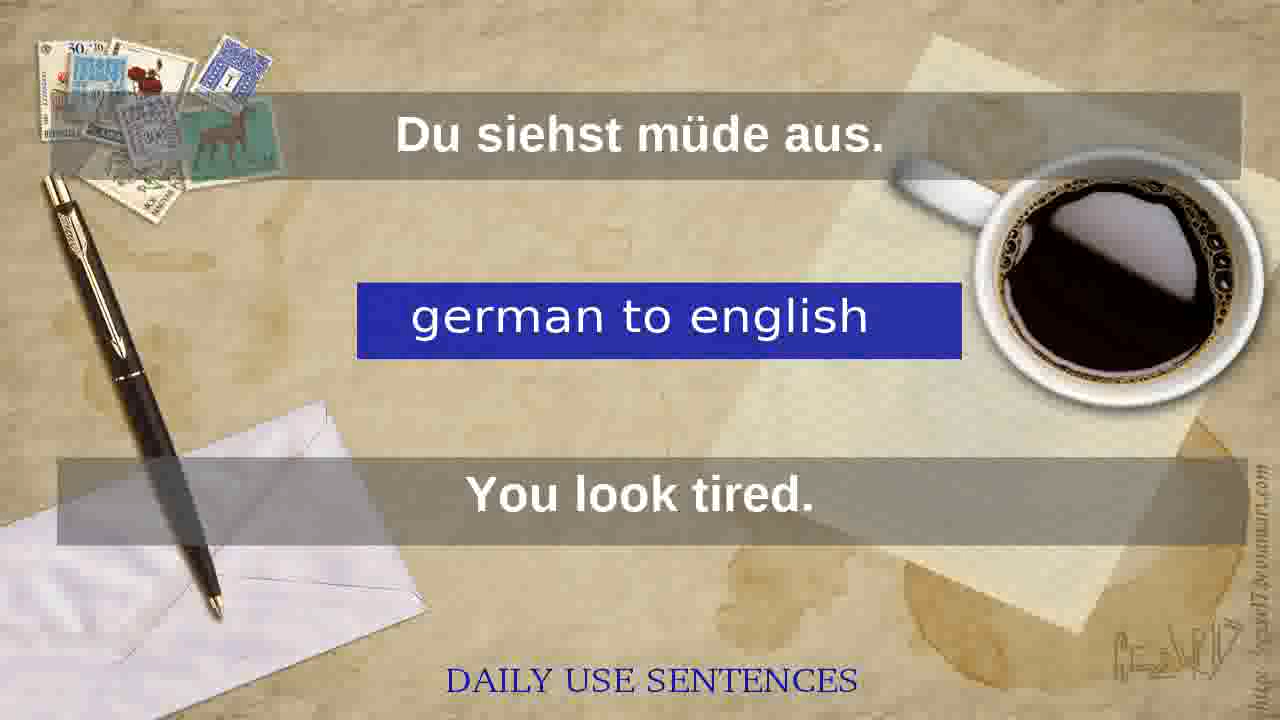 Du siehst müde aus.
german to english
You look tired.
DAILY USE SENTENCES